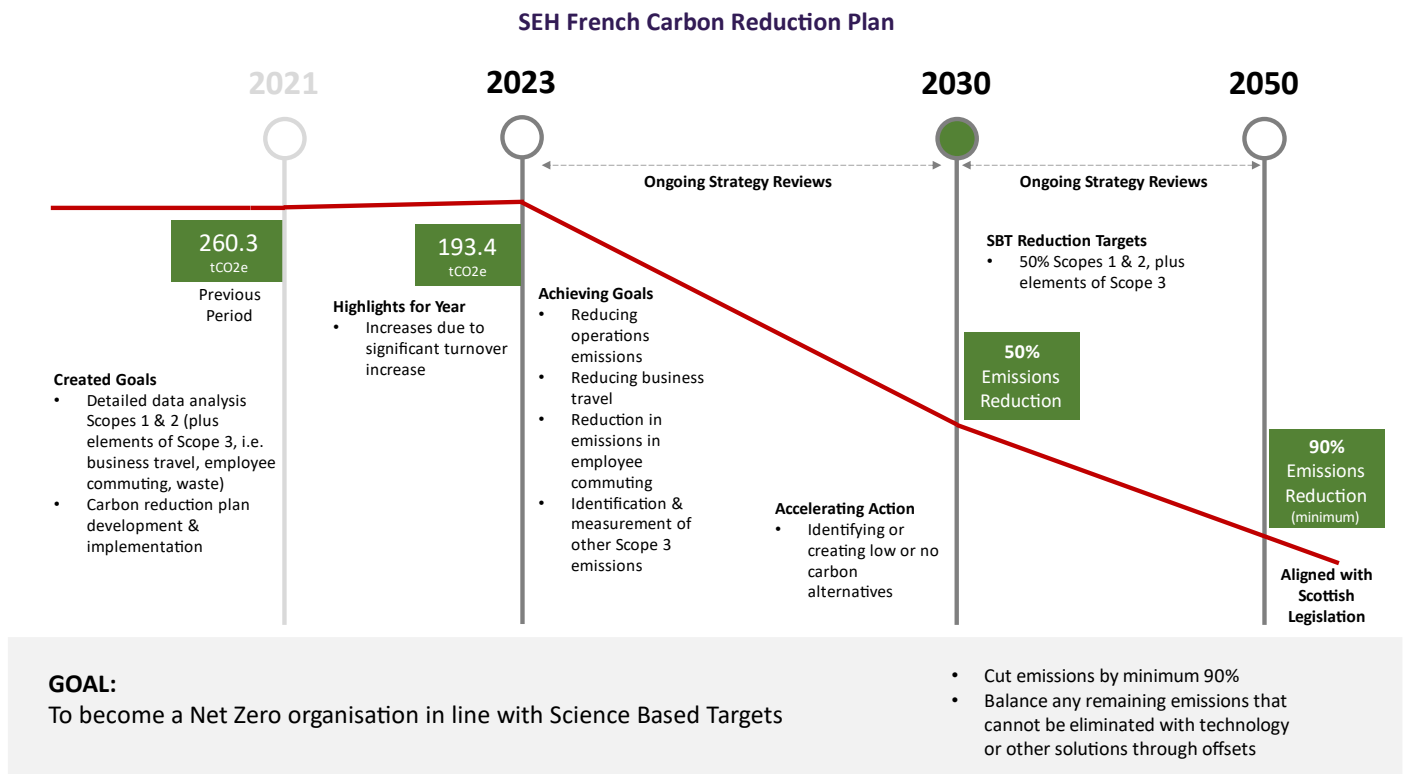 SEH French Carbon Reduction Plan
2021
2023
2030
2050
Ongoing Strategy Reviews
Ongoing Strategy Reviews
260.3
tCO2e
Previous
Period
Created Goals
• Detailed data analysis
Scopes 1 & 2 (plus
elements of Scope 3, i.e.
business travel, employee
commuting, waste)
• Carbon reduction plan
development &
implementation
193.4
tCO2e
Highlights for Year
• Increases due to
significant turnover
increase
Achieving Goals
• Reducing
operations
emissions
• Reducing business
travel
• Reduction in
emissions in
employee
commuting
• Identification &
measurement of
other Scope 3
emissions
Accelerating Action
• Identifying or
creating low or no
carbon
alternatives
SBT Reduction Targets
• 50% Scopes 1 & 2, plus
elements of Scope 3
50%
Emissions
Reduction
90%
Emissions
Reduction
(minimum)
Aligned with
Scottish
Legislation
GOAL:
To become a Net Zero organisation in line with Science Based Targets
• Cut emissions by minimum 90%
• Balance any remaining emissions that
cannot be eliminated with technology
or other solutions through offsets